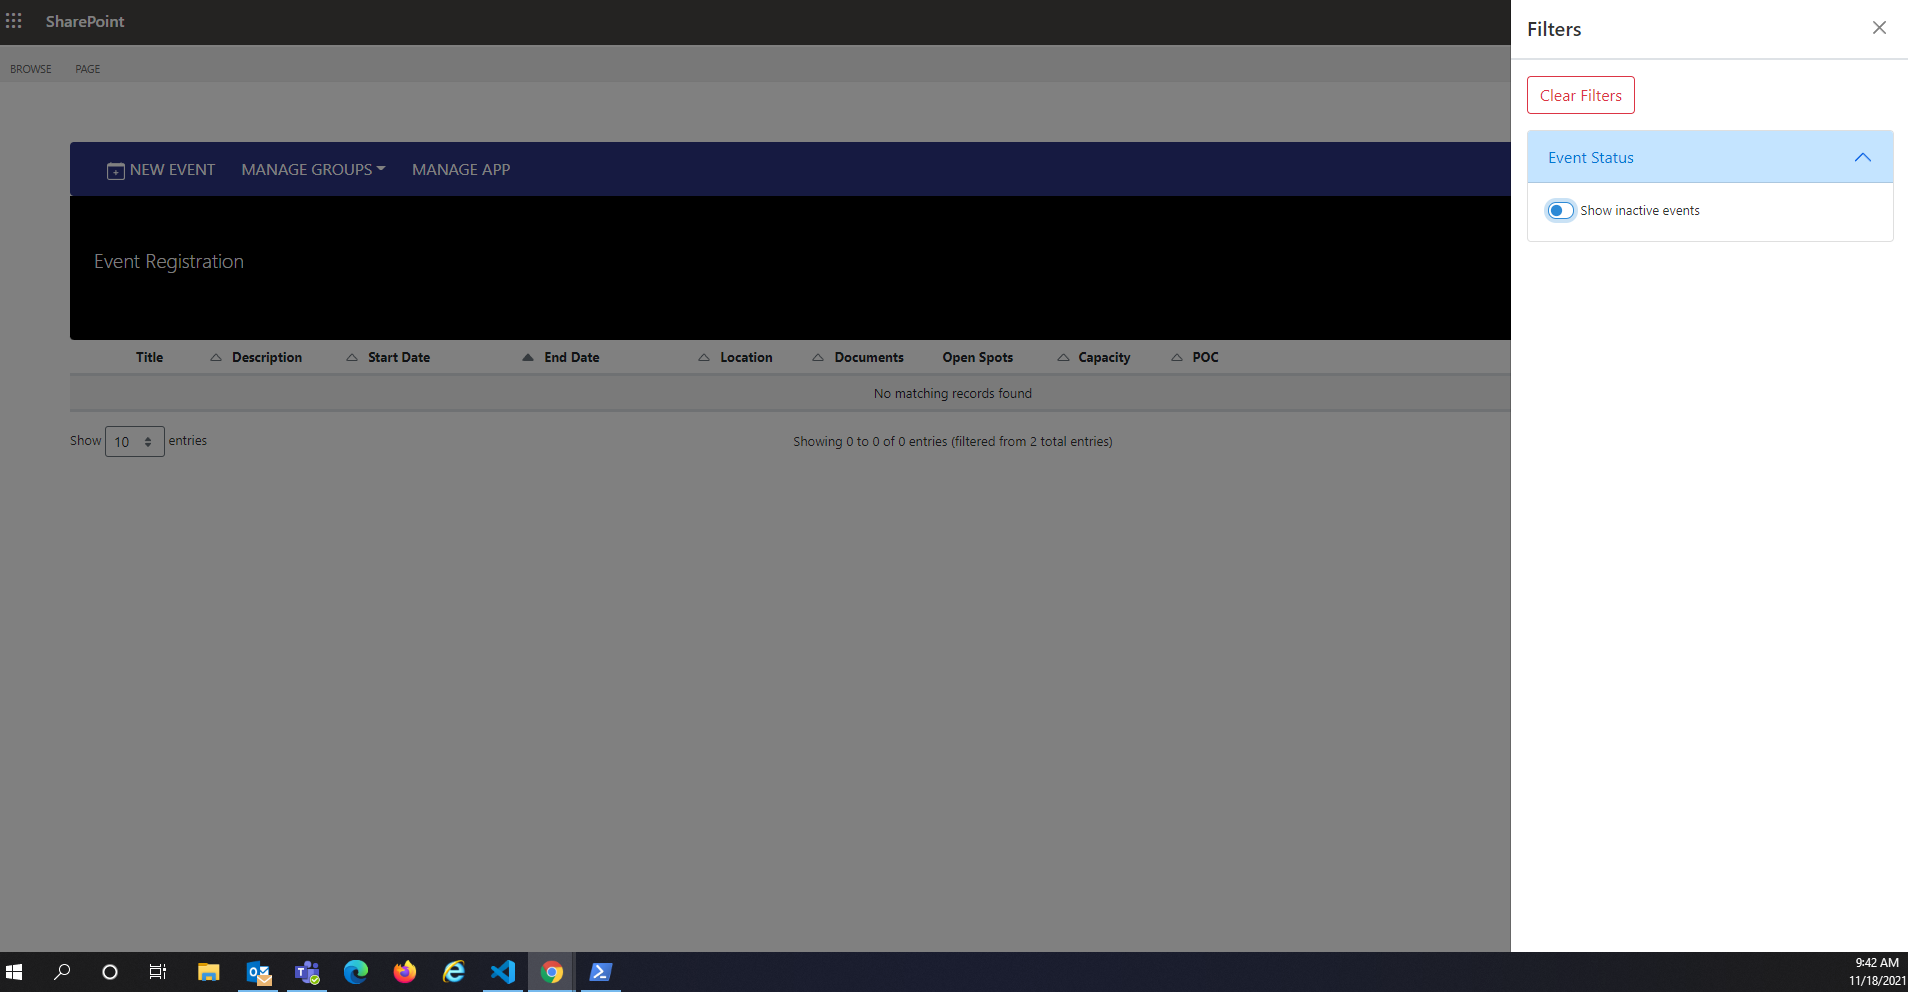 SharePoint
BROWSE PAGE
NEW EVENT MANAGE GROUPS MANAGE APP
Event Registration
Title Description Start Date End Date Location Documents Open Spots Capacity POC
No matching records found
Show 10 entries
Showing 0 to 0 of 0 entries (filtered from 2 total entries)
Filters
Clear Filters
Event Status
Show inactive events
9:42 AM
11/18/2021